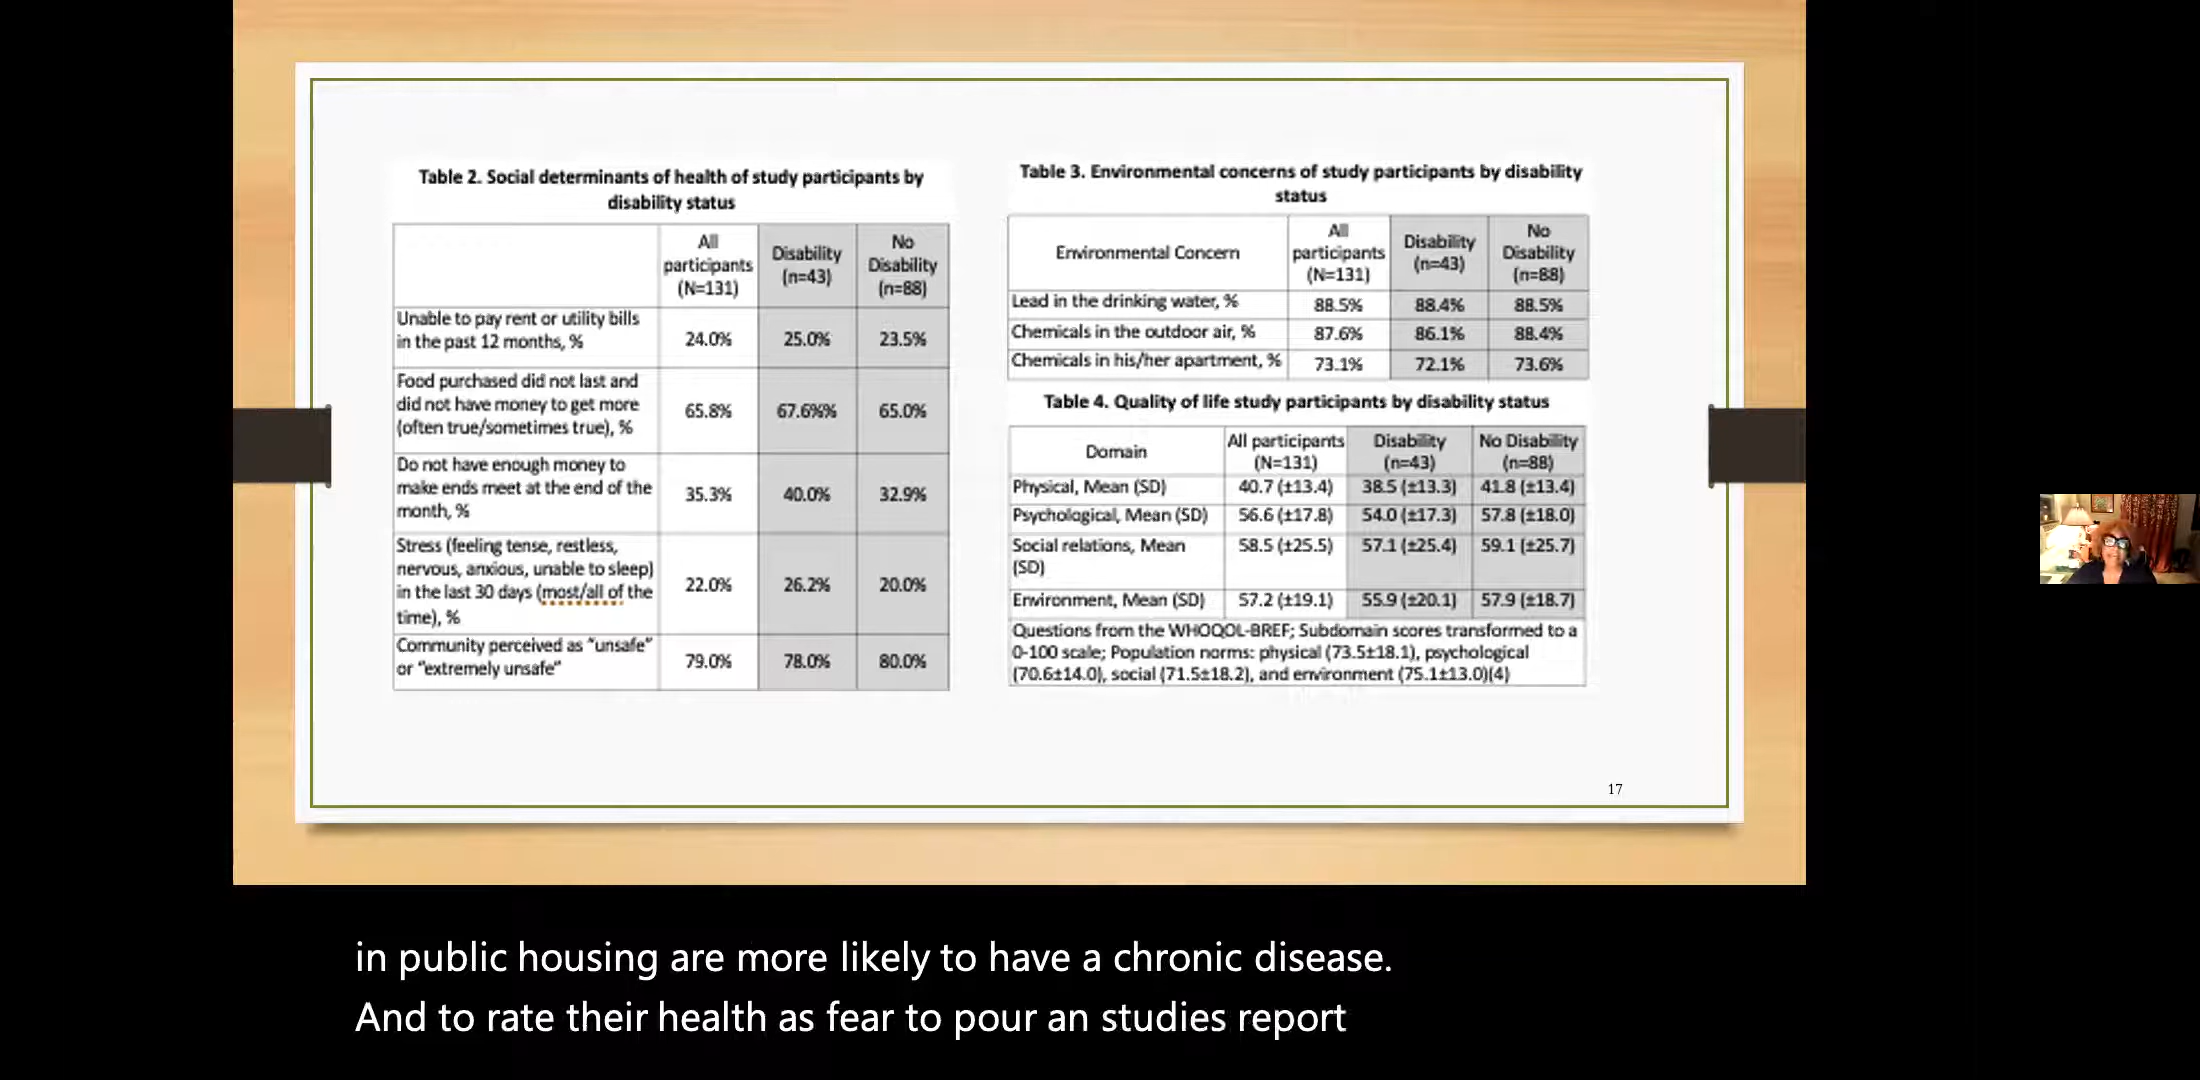 Table 2. Social determinants of health of study participants by
disability status
All
participants
(N=131)
Disability
(n=43)
No
Disability
(n=88)
Unable to pay rent or utility bills
in the past 12 months, %
24.0%
25.0%
23.5%
Food purchased did not last and
did not have money to get more
(often true/sometimes true), %
65.8%
67.6%%
65.0%
Do not have enough money to
make ends meet at the end of the
month, %
35.3%
40.0%
32.9%
Stress (feeling tense, restless,
nervous, anxious, unable to sleep)
in the last 30 days (most/all of the
time), %
22.0%
26.2%
20.0%
Community perceived as "unsafe"
or "extremely unsafe"
79.0%
78.0%
80.0%
Table 3. Environmental concerns of study participants by disability
status
Environmental Concern
All
participants
(N=131)
Disability
(n=43)
No
Disability
(n=88)
Lead in the drinking water, %
88.5%
88.4%
88.5%
Chemicals in the outdoor air, %
87.6%
86.1%
88.4%
Chemicals in his/her apartment, %
73.1%
72.1%
73.6%
Table 4. Quality of life study participants by disability status
Domain
All participants
(N=131)
Disability
(n=43)
No Disability
(n=88)
Physical, Mean (SD)
40.7 (±13.4)
38.5 (±13.3)
41.8 (±13.4)
Psychological, Mean (SD)
56.6 (±17.8)
54.0 (±17.3)
57.8 (±18.0)
Social relations, Mean
(SD)
58.5 (±25.5)
57.1 (±25.4)
59.1 (±25.7)
Environment, Mean (SD)
57.2 (±19.1)
55.9 (±20.1)
57.9 (±18.7)
Questions from the WHOQOL-BREF; Subdomain scores transformed to a
0-100 scale; Population norms: physical (73.5±18.1), psychological
(70.6±14.0), social (71.5±18.2), and environment (75.1±13.0)(4)
17
in public housing are more likely to have a chronic disease.
And to rate their health as fear to pour an studies report